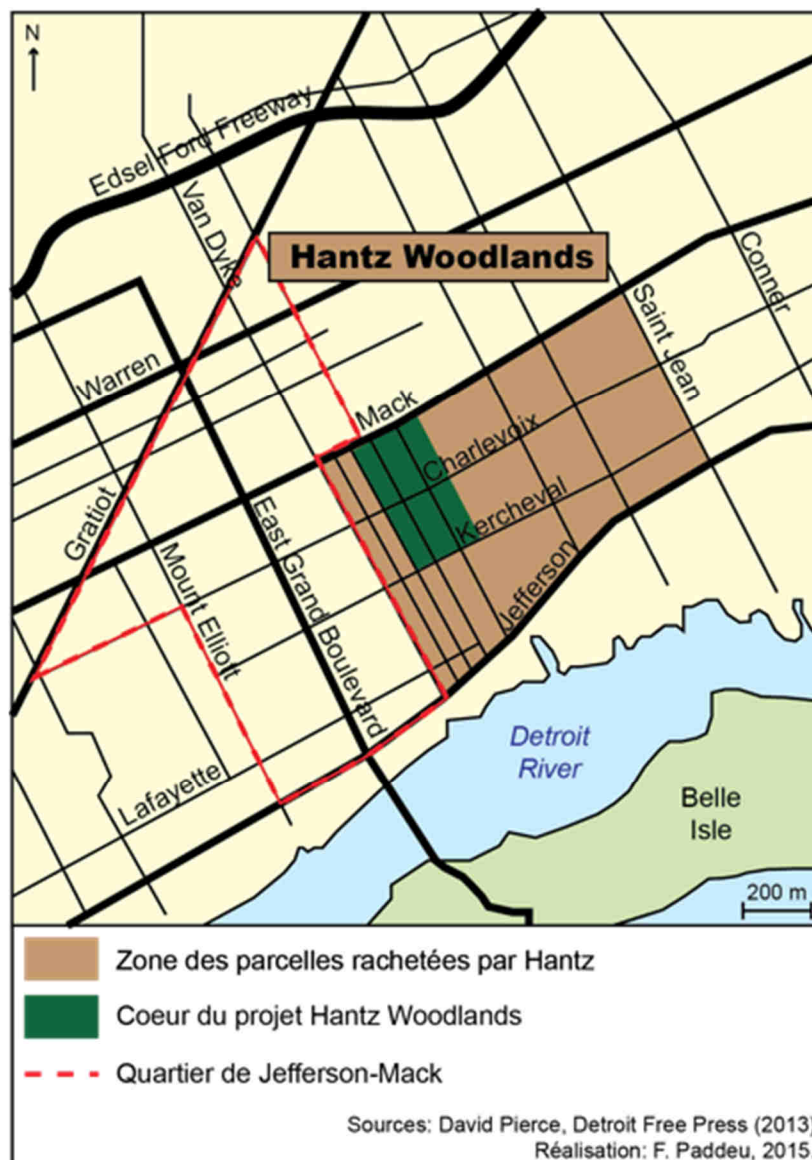 N
Edsel Ford Freeway
Van Dyke
Hantz Woodlands
Conner
Saint Jean
Warren
Mack
Charlevoix
Kercheval
Gratiot
East Grand Boulevard
Mount Elliott
Jefferson
Lafayette
Detroit
River
Belle
Isle
200 m
Zone des parcelles rachetées par Hantz
Coeur du projet Hantz Woodlands
Quartier de Jefferson-Mack
Sources: David Pierce, Detroit Free Press (2013)
Réalisation: F. Paddeu, 2015